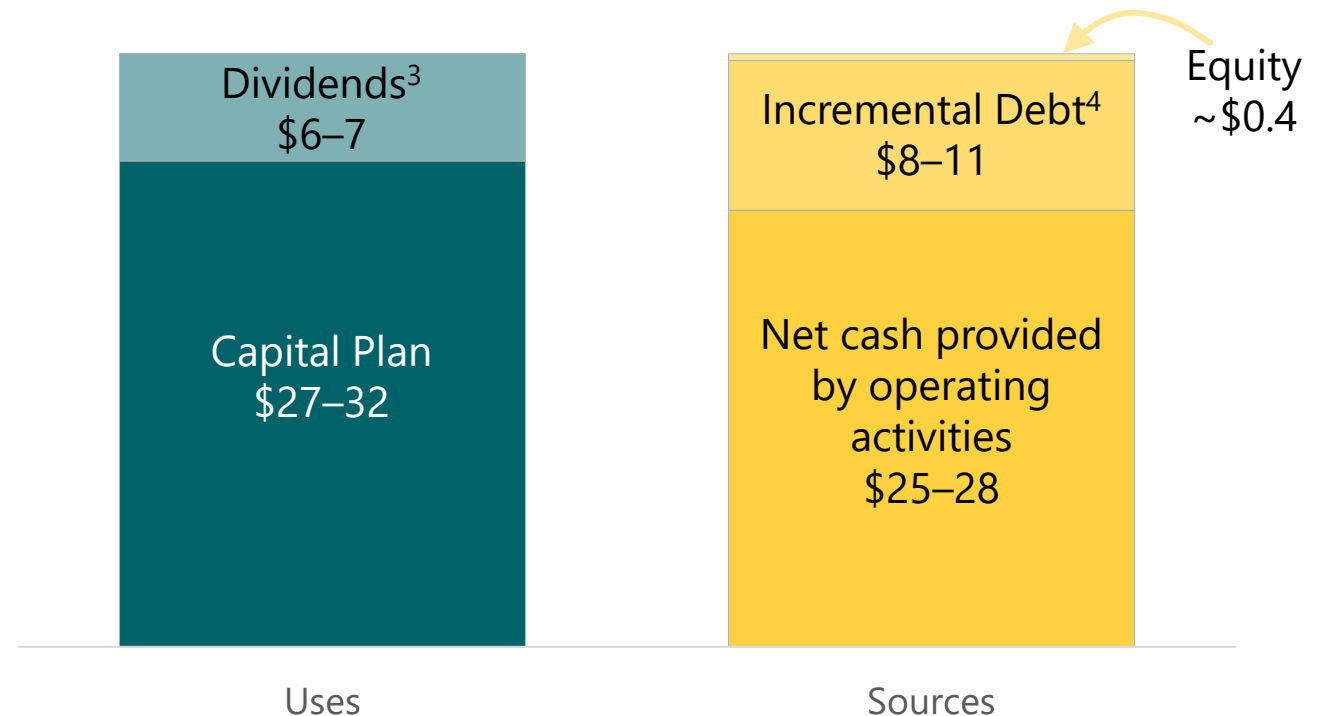 Dividends³
$6–7
Capital Plan
$27–32
Uses
Equity
~$0.4
Incremental Debt⁴
$8–11
Net cash provided
by operating
activities
$25–28
Sources